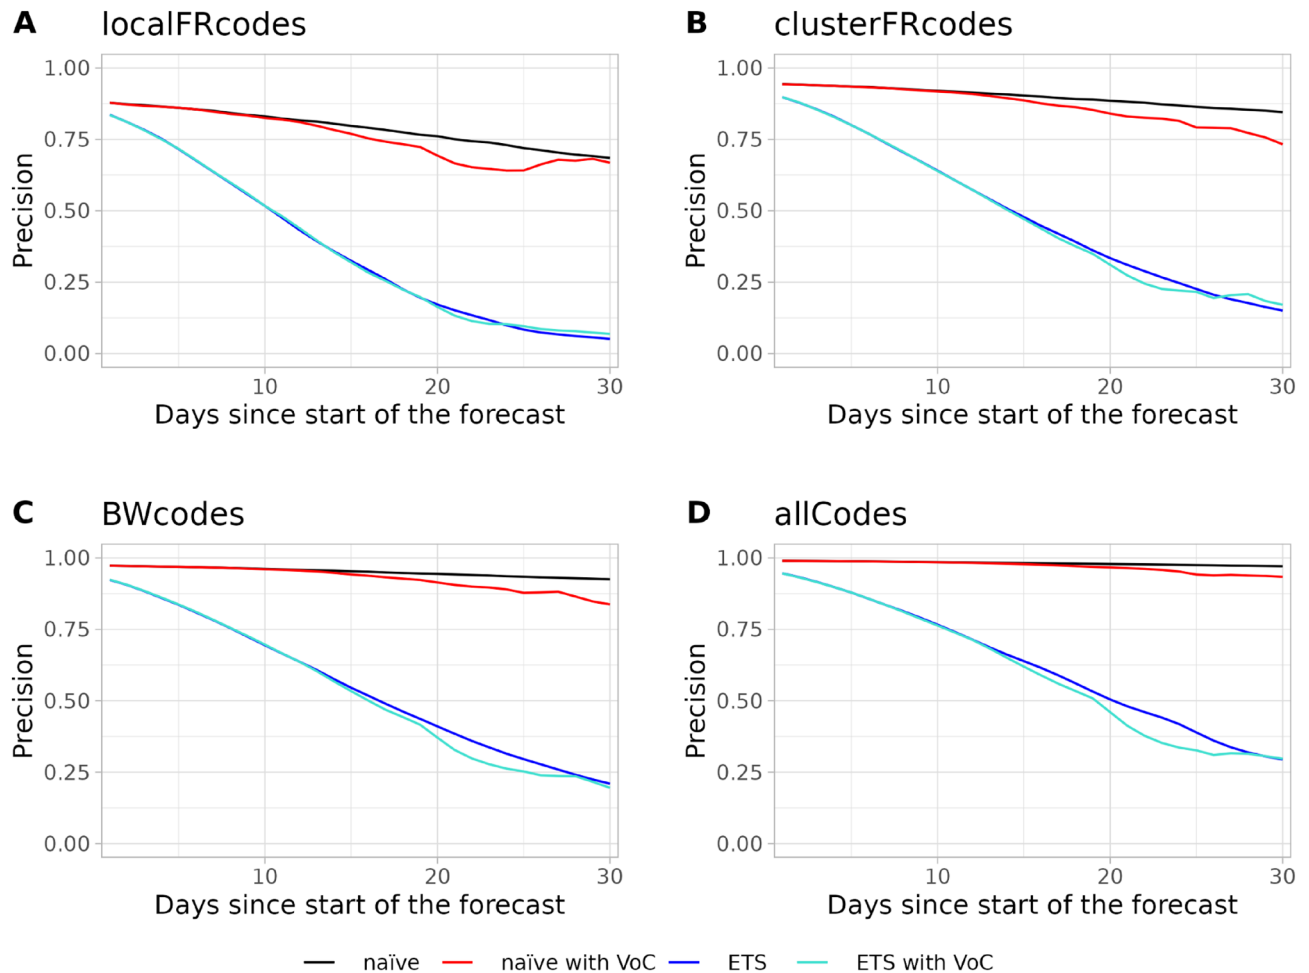 A localFRcodes
1.00
0.75
0.50
0.25
0.00
Precision
10 20 30
Days since start of the forecast
B clusterFRcodes
1.00
0.75
0.50
0.25
0.00
Precision
10 20 30
Days since start of the forecast
C BWcodes
1.00
0.75
0.50
0.25
0.00
Precision
10 20 30
Days since start of the forecast
D allCodes
1.00
0.75
0.50
0.25
0.00
Precision
10 20 30
Days since start of the forecast
naïve naïve with VoC ETS ETS with VoC